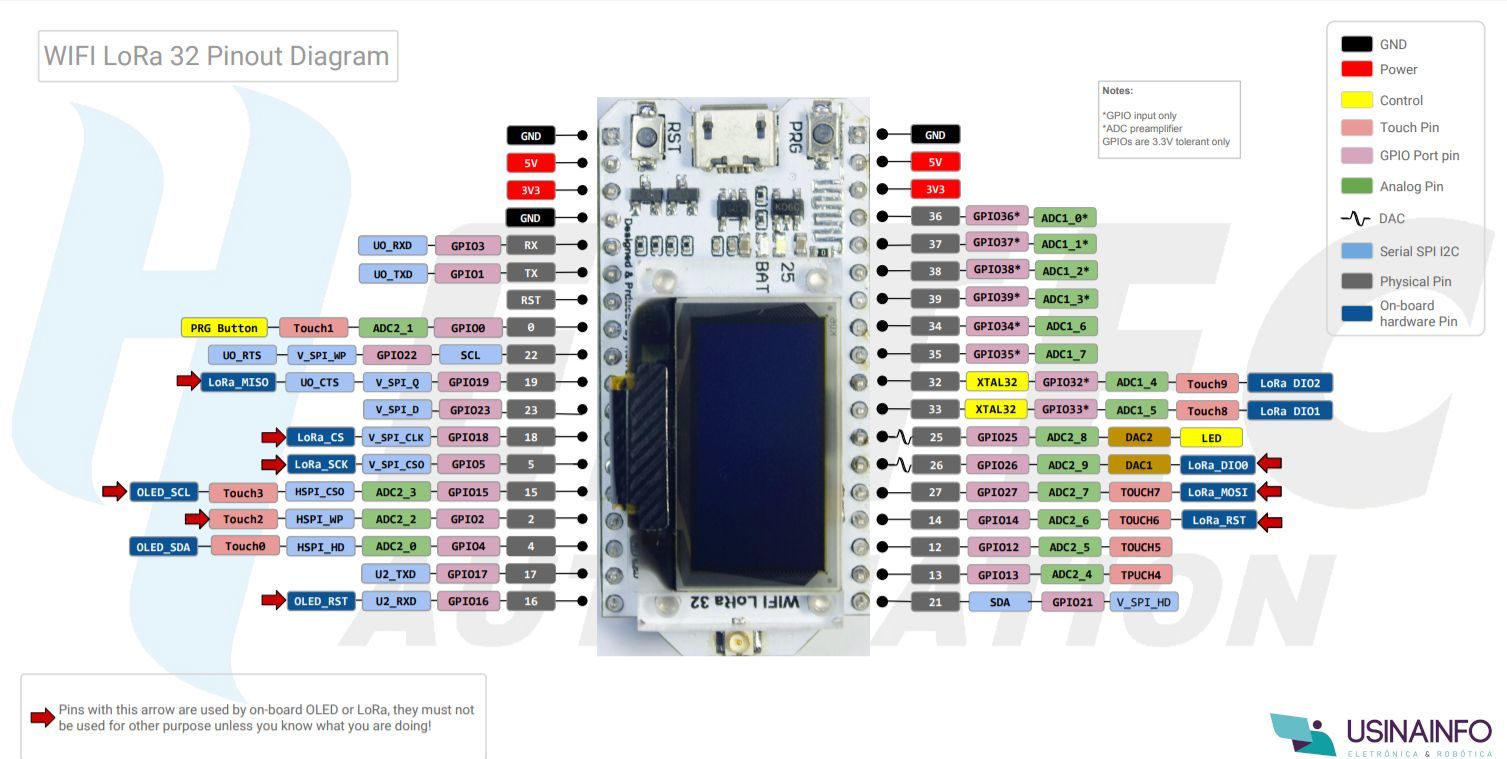 WIFI LoRa 32 Pinout Diagram
GND
Power
Control
Touch Pin
GPIO Port pin
Analog Pin
DAC
Serial SPI I2C
Physical Pin
On-board
hardware Pin
Notes:
*GPIO input only
*ADC preamplifier
GPIOs are 3.3V tolerant only
GND
5V
3V3
GND
UO_RXD GPIO3 RX
UO_TXD GPIO1 TX
RST
PRG Button Touch1 ADC2_1 GPIO0 0
UO_RTS V_SPI_WP GPIO22 SCL 22
LoRa_MISO UO_CTS V_SPI_Q GPIO19 19
V_SPI_D GPIO23 23
LoRa_CS V_SPI_CLK GPIO18 18
LoRa_SCK V_SPI_CSO GPIO5 5
OLED_SCL Touch3 HSPI_CSO ADC2_3 GPIO15 15
Touch2 HSPI_WP ADC2_2 GPIO2 2
OLED_SDA Touch0 HSPI_HD ADC2_0 GPIO4 4
U2_TXD GPIO17 17
OLED_RST U2_RXD GPIO16 16
RST
PRG
BAT
25
WIFI LoRa 32
GND
5V
3V3
36 GPIO36* ADC1_0*
37 GPIO37* ADC1_1*
38 GPIO38* ADC1_2*
39 GPIO39* ADC1_3*
34 GPIO34* ADC1_6
35 GPIO35* ADC1_7
32 XTAL32 GPIO32* ADC1_4 Touch9 LoRa DIO2
33 XTAL32 GPIO33* ADC1_5 Touch8 LoRa DIO1
25 GPIO25 ADC2_8 DAC2 LED
26 GPIO26 ADC2_9 DAC1 LoRa_DIO0
27 GPIO27 ADC2_7 TOUCH7 LoRa_MOSI
14 GPIO14 ADC2_6 TOUCH6 LoRa_RST
12 GPIO12 ADC2_5 TOUCH5
13 GPIO13 ADC2_4 TPUCH4
21 SDA GPIO21 V_SPI_HD
Pins with this arrow are used by on-board OLED or LoRa, they must not
be used for other purpose unless you know what you are doing!
USINAINFO
ELETRÔNICA & ROBÓTICA